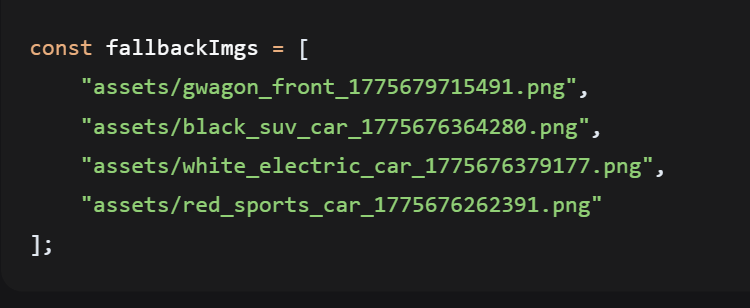 const fallbackImgs = [
    "assets/gwagon_front_1775679715491.png",
    "assets/black_suv_car_1775676364280.png",
    "assets/white_electric_car_1775676379177.png",
    "assets/red_sports_car_1775676262391.png"
];